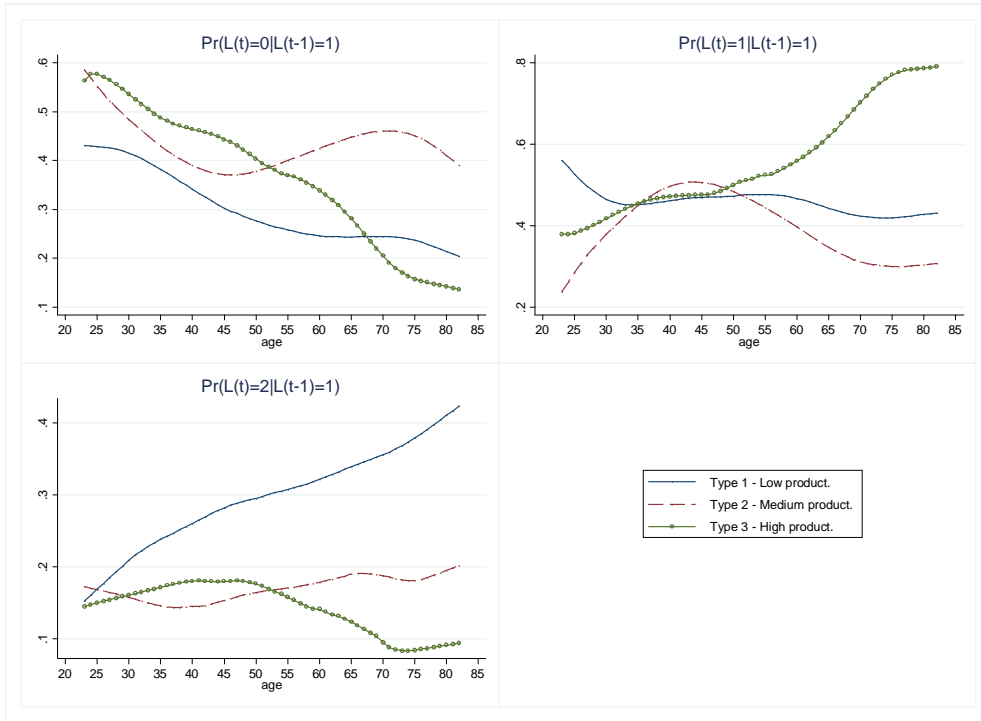 Pr(L(t)=0|L(t-1)=1)
.6
.5
.4
.3
.2
.1
20 25 30 35 40 45 50 55 60 65 70 75 80 85
age
Pr(L(t)=1|L(t-1)=1)
.8
.6
.4
.2
20 25 30 35 40 45 50 55 60 65 70 75 80 85
age
Pr(L(t)=2|L(t-1)=1)
.4
.3
.2
.1
20 25 30 35 40 45 50 55 60 65 70 75 80 85
age
Type 1 - Low product.
Type 2 - Medium product.
Type 3 - High product.